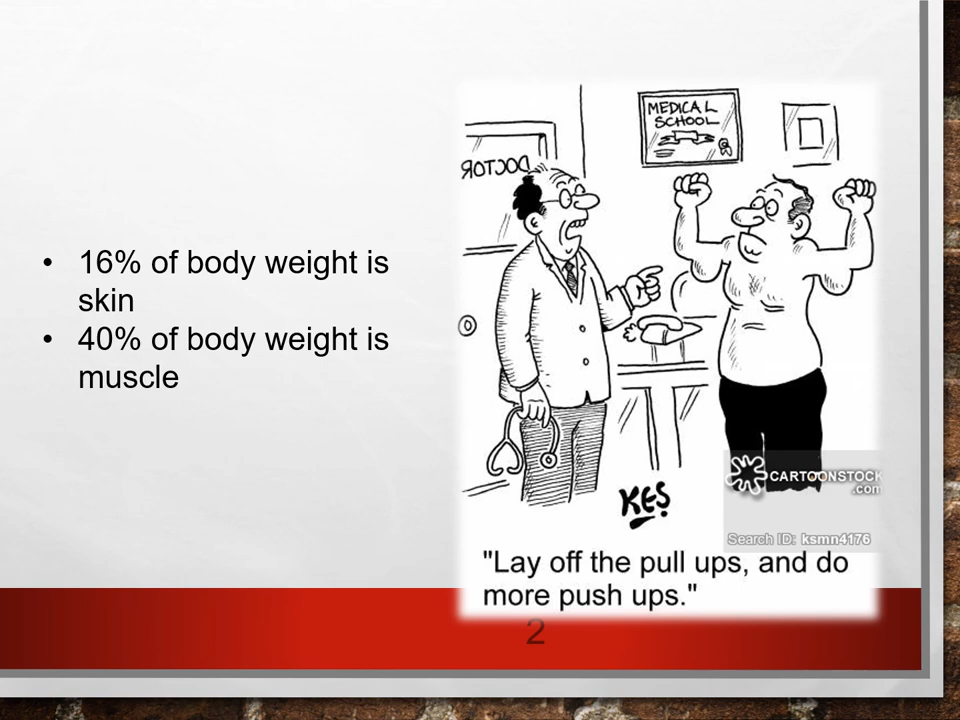 • 16% of body weight is
skin
• 40% of body weight is
muscle
MEDICAL
SCHOOL
ЯOTƆOᗡ
KES
CARTOONSTOCK
.com
Search ID: ksmn4176
"Lay off the pull ups, and do
more push ups."
2